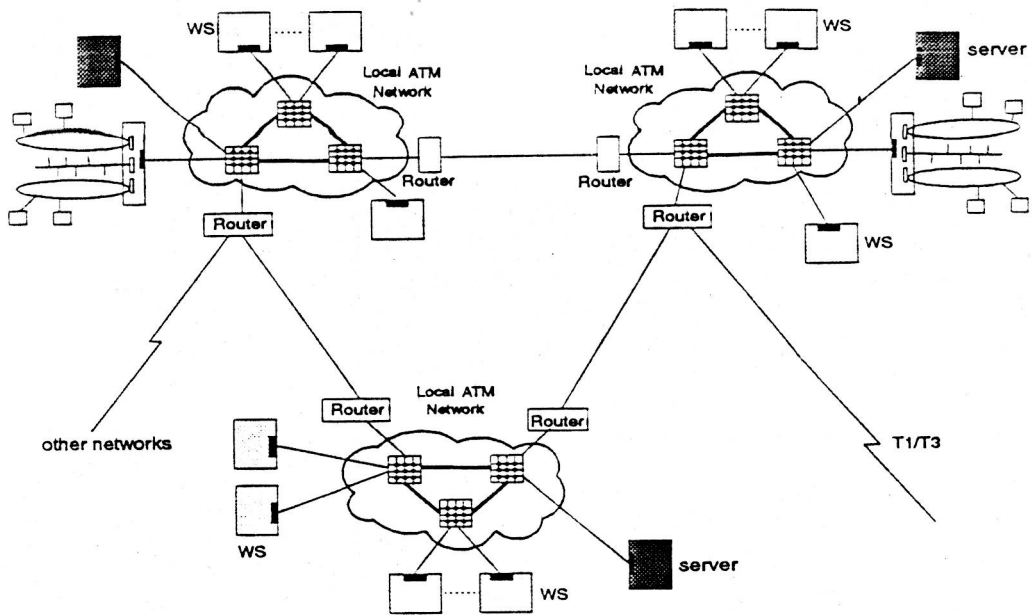 WS
WS
server
Local ATM
Network
Local ATM
Network
Router
Router
Router
Router
WS
Local ATM
Network
Router
Router
other networks
T1/T3
WS
WS
server